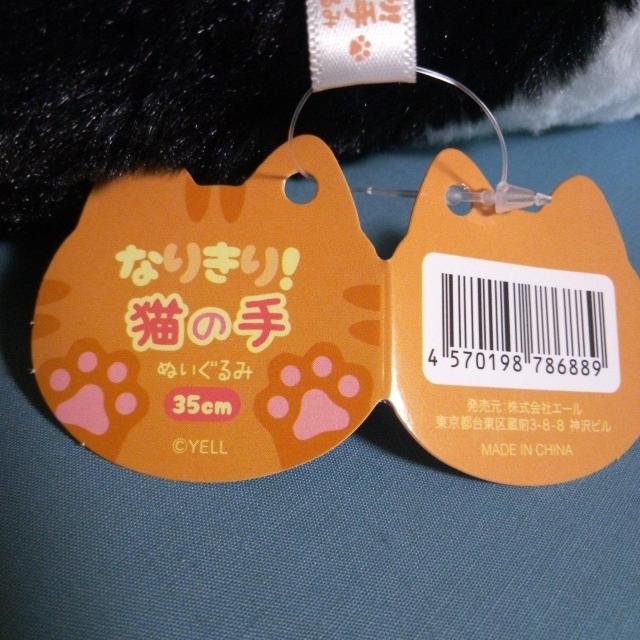 手
なりきり!
猫の手
ぬいぐるみ
35cm
©YELL
4 570198 786889
発売元:株式会社エール
東京都台東区蔵前3-8-8 神沢ビル
MADE IN CHINA